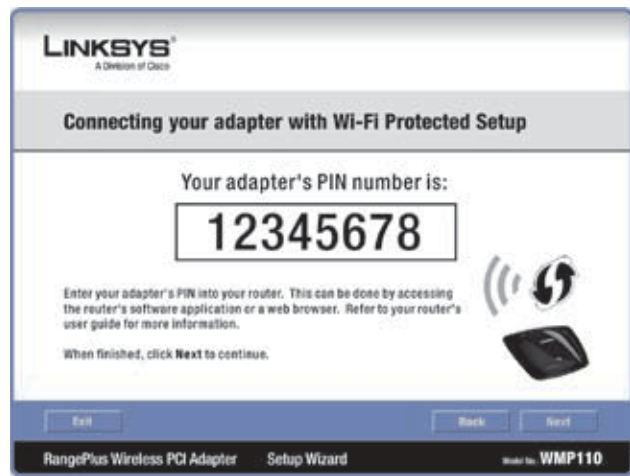 LINKSYS®
A Division of Cisco
Connecting your adapter with Wi-Fi Protected Setup
Your adapter's PIN number is:
12345678
Enter your adapter's PIN into your router. This can be done by accessing
the router's software application or a web browser. Refer to your router's
user guide for more information.
When finished, click Next to continue.
Exit
Back
Next
RangePlus Wireless PCI Adapter Setup Wizard Model No. WMP110